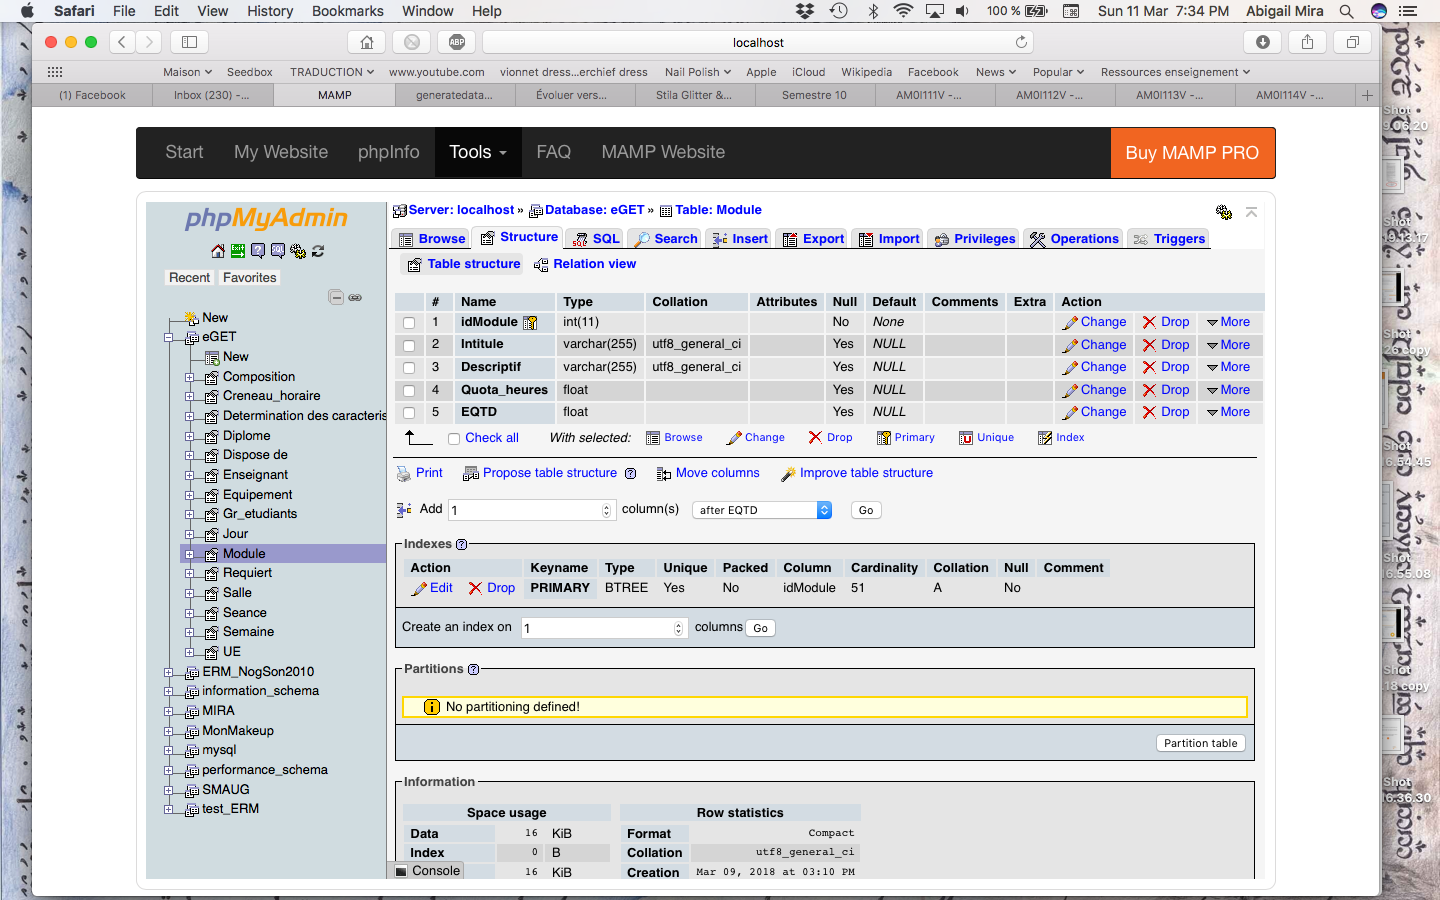 Safari File Edit View History Bookmarks Window Help 100 % Sun 11 Mar 7:34 PM Abigail Mira
ABP localhost
Maison Seedbox TRADUCTION www.youtube.com vionnet dress...erchief dress Nail Polish Apple iCloud Wikipedia Facebook News Popular Ressources enseignement
(1) Facebook Inbox (230) -... MAMP generatedata... Évoluer vers... Stila Glitter &... Semestre 10 AM0I111V -... AM0I112V -... AM0I113V -... AM0I114V -...
Start My Website phpInfo Tools FAQ MAMP Website Buy MAMP PRO
phpMyAdmin
Recent Favorites
New
eGET
New
Composition
Creneau_horaire
Determination des caracteris
Diplome
Dispose de
Enseignant
Equipement
Gr_etudiants
Jour
Module
Requiert
Salle
Seance
Semaine
UE
ERM_NogSon2010
information_schema
MIRA
MonMakeup
mysql
performance_schema
SMAUG
test_ERM
Server: localhost » Database: eGET » Table: Module
Browse Structure SQL Search Insert Export Import Privileges Operations Triggers
Table structure Relation view
# Name Type Collation Attributes Null Default Comments Extra Action
1 idModule int(11) No None Change Drop More
2 Intitule varchar(255) utf8_general_ci Yes NULL Change Drop More
3 Descriptif varchar(255) utf8_general_ci Yes NULL Change Drop More
4 Quota_heures float Yes NULL Change Drop More
5 EQTD float Yes NULL Change Drop More
Check all With selected: Browse Change Drop Primary Unique Index
Print Propose table structure Move columns Improve table structure
Add 1 column(s) after EQTD Go
Indexes
Action Keyname Type Unique Packed Column Cardinality Collation Null Comment
Edit Drop PRIMARY BTREE Yes No idModule 51 A No
Create an index on 1 columns Go
Partitions
No partitioning defined!
Partition table
Information
Space usage Row statistics
Data 16 KiB Format Compact
Index 0 B Collation utf8_general_ci
Console 16 KiB Creation Mar 09, 2018 at 03:10 PM
Shot
9.06.20
Shot
9.13.17
Shot
26 copy
Shot
6.54.45
Shot
6.55.08
Shot
18 copy
Shot
6.36.30